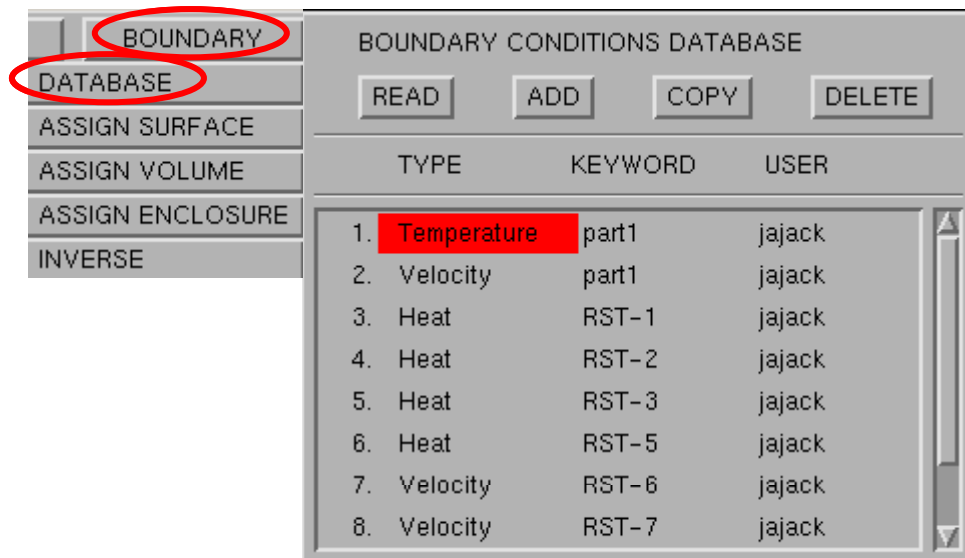 BOUNDARY
DATABASE
ASSIGN SURFACE
ASSIGN VOLUME
ASSIGN ENCLOSURE
INVERSE
BOUNDARY CONDITIONS DATABASE
READ ADD COPY DELETE
TYPE KEYWORD USER
1. Temperature part1 jajack
2. Velocity part1 jajack
3. Heat RST-1 jajack
4. Heat RST-2 jajack
5. Heat RST-3 jajack
6. Heat RST-5 jajack
7. Velocity RST-6 jajack
8. Velocity RST-7 jajack